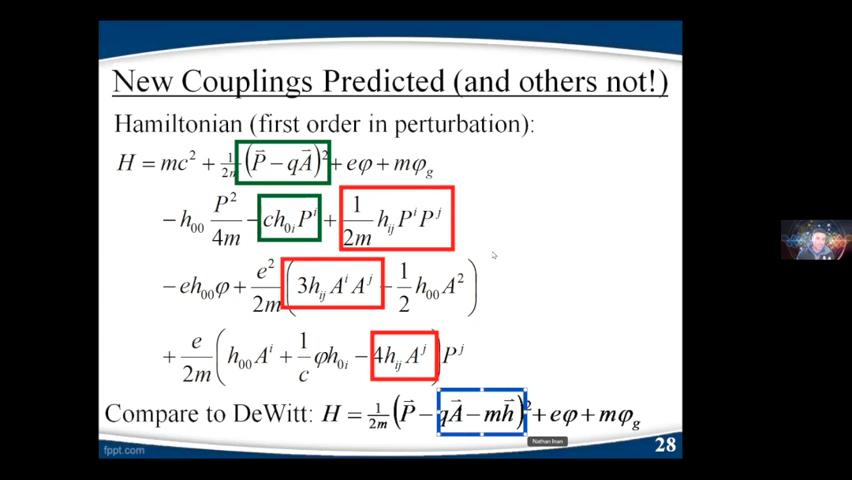 New Couplings Predicted (and others not!)
Hamiltonian (first order in perturbation):
H = mc² + 1/2m (P⃗ − qA⃗)² + eφ + mφ_g
− h₀₀ P²/4m − ch₀ᵢPⁱ + 1/2m hᵢⱼPⁱPʲ
− eh₀₀φ + e²/2m (3hᵢⱼAⁱAʲ − 1/2 h₀₀A²)
+ e/2m (h₀₀Aⁱ + 1/c φh₀ᵢ − 4hᵢⱼAʲ) Pʲ
Compare to DeWitt: H = 1/2m (P⃗ − qA⃗ − mh⃗)² + eφ + mφ_g
Nathan Inan
fppt.com
28